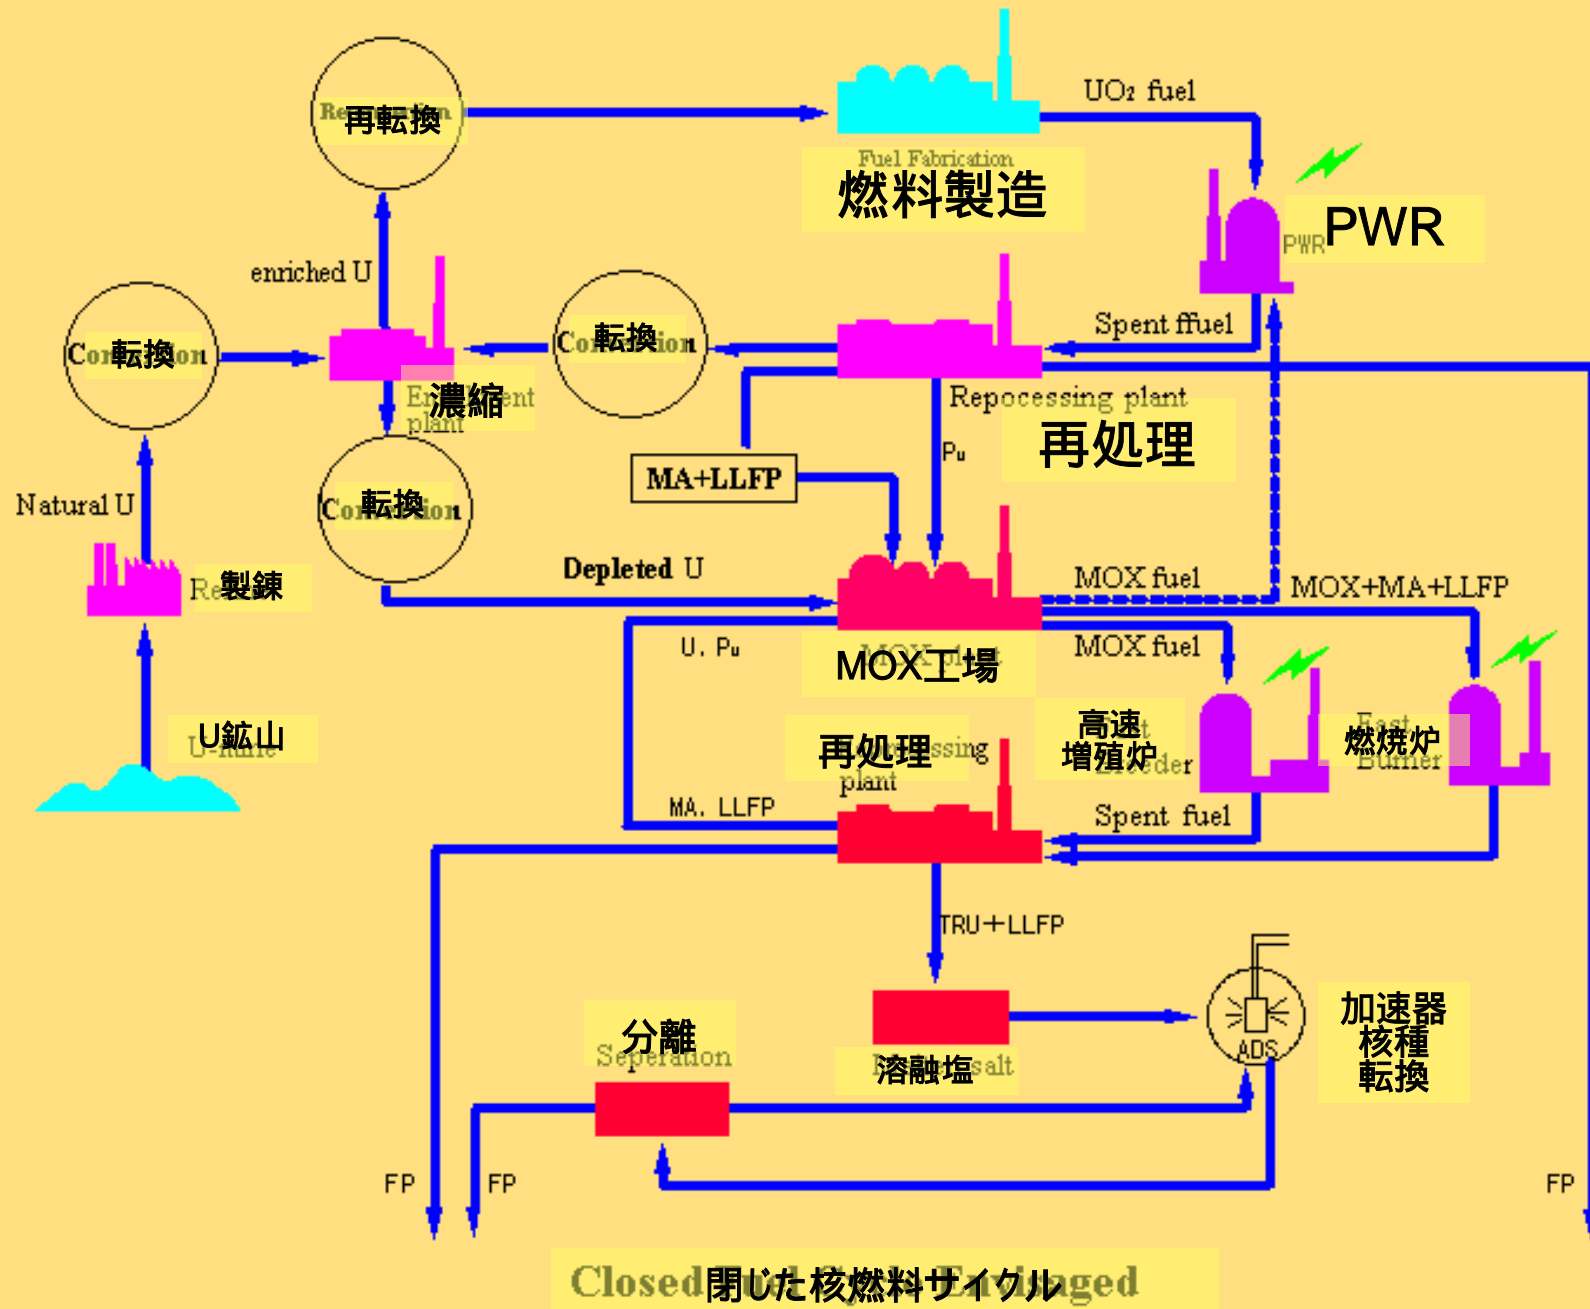 再転換
UO₂ fuel
Fuel Fabrication
燃料製造
PWR
PWR
enriched U
転換
転換
濃縮
plant
Spent ffuel
Repocessing plant
再処理
Pu
MA+LLFP
転換
Natural U
Depleted U
MOX fuel
MOX+MA+LLFP
製錬
U. Pu
MOX工場
MOX fuel
U鉱山
再処理
plant
高速
増殖炉
燃焼炉
MA. LLFP
Spent fuel
TRU+LLFP
分離
Seperation
溶融塩
ADS
加速器
核種
転換
FP
FP
FP
閉じた核燃料サイクル